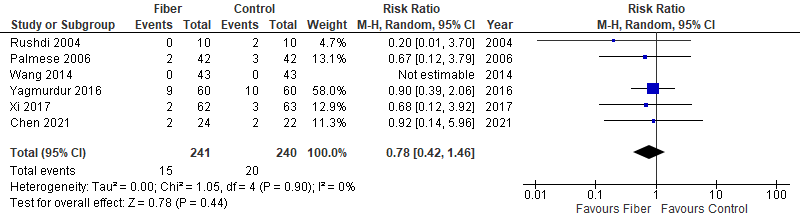 Fiber Control Risk Ratio Risk Ratio
Study or Subgroup Events Total Events Total Weight M-H, Random, 95% CI Year M-H, Random, 95% CI
Rushdi 2004 0 10 2 10 4.7% 0.20 [0.01, 3.70] 2004
Palmese 2006 2 42 3 42 13.1% 0.67 [0.12, 3.79] 2006
Wang 2014 0 43 0 43 Not estimable 2014
Yagmurdur 2016 9 60 10 60 58.0% 0.90 [0.39, 2.06] 2016
Xi 2017 2 62 3 63 12.9% 0.68 [0.12, 3.92] 2017
Chen 2021 2 24 2 22 11.3% 0.92 [0.14, 5.96] 2021
Total (95% CI) 241 240 100.0% 0.78 [0.42, 1.46]
Total events 15 20
Heterogeneity: Tau² = 0.00; Chi² = 1.05, df = 4 (P = 0.90); I² = 0%
Test for overall effect: Z = 0.78 (P = 0.44)
0.01 0.1 1 10 100
Favours Fiber Favours Control